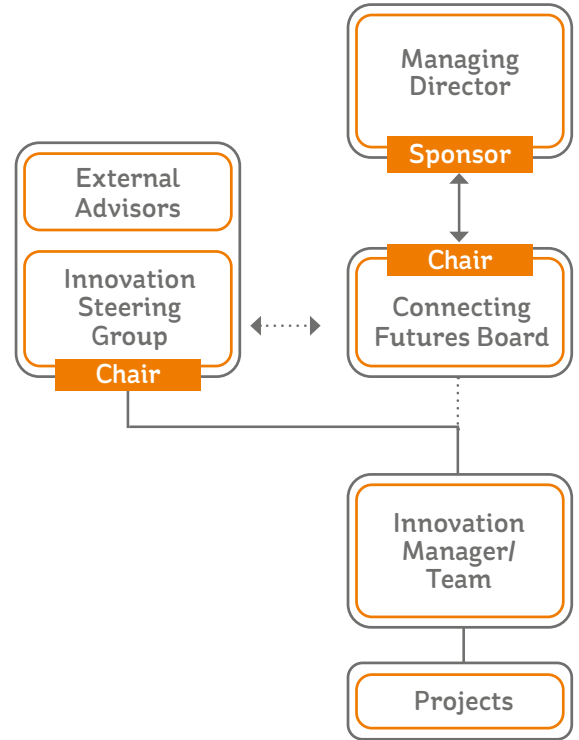 Managing
Director
Sponsor
External
Advisors
Innovation
Steering
Group
Chair
Chair
Connecting
Futures Board
Innovation
Manager/
Team
Projects